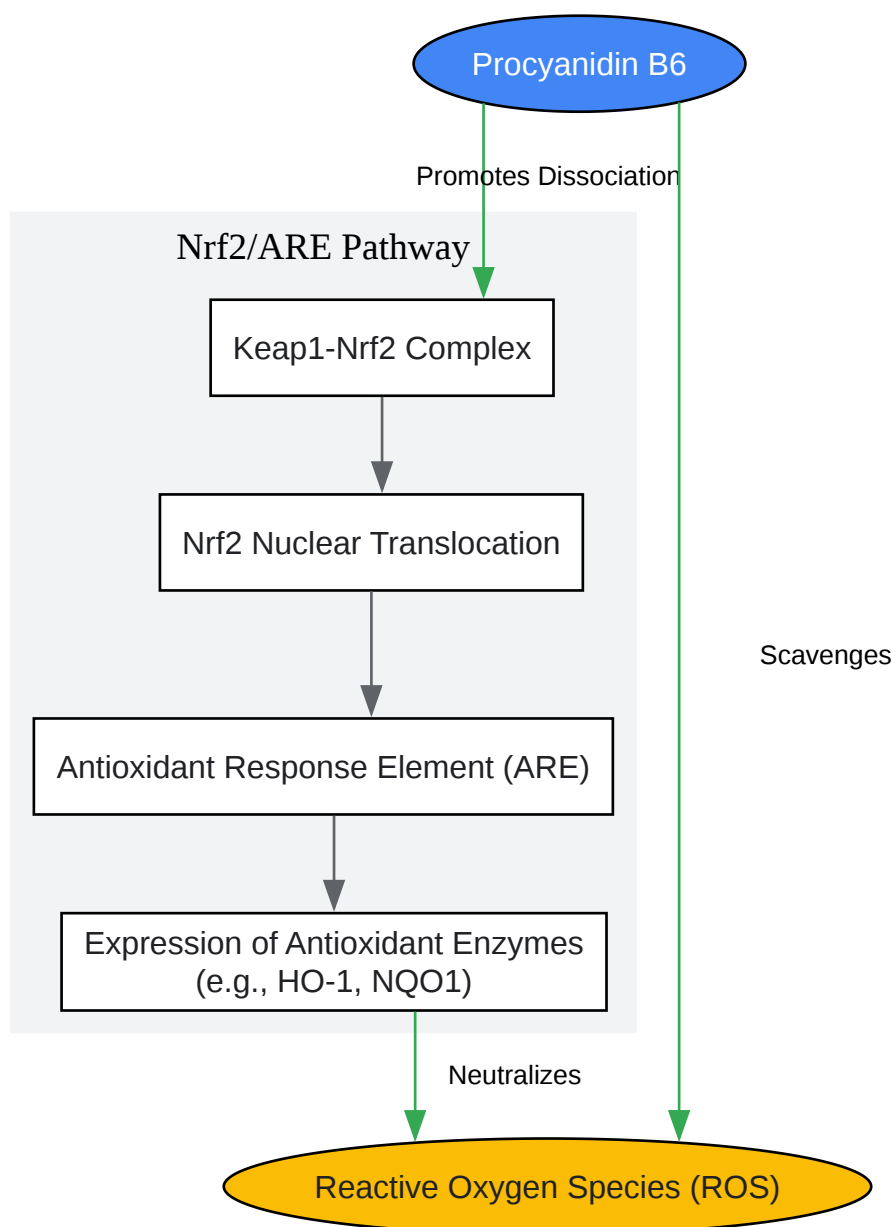 Procyanidin B6
Promotes Dissociation
Nrf2/ARE Pathway
Keap1-Nrf2 Complex
Nrf2 Nuclear Translocation
Scavenges
Antioxidant Response Element (ARE)
Expression of Antioxidant Enzymes
(e.g., HO-1, NQO1)
Neutralizes
Reactive Oxygen Species (ROS)